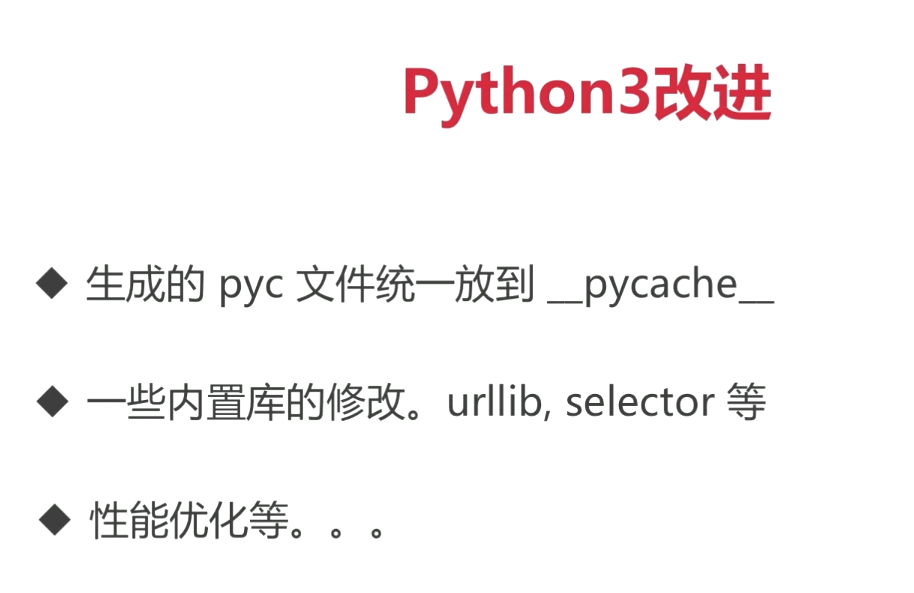 Python3改进
◆ 生成的 pyc 文件统一放到 __pycache__
◆ 一些内置库的修改。urllib, selector 等
◆ 性能优化等。。。